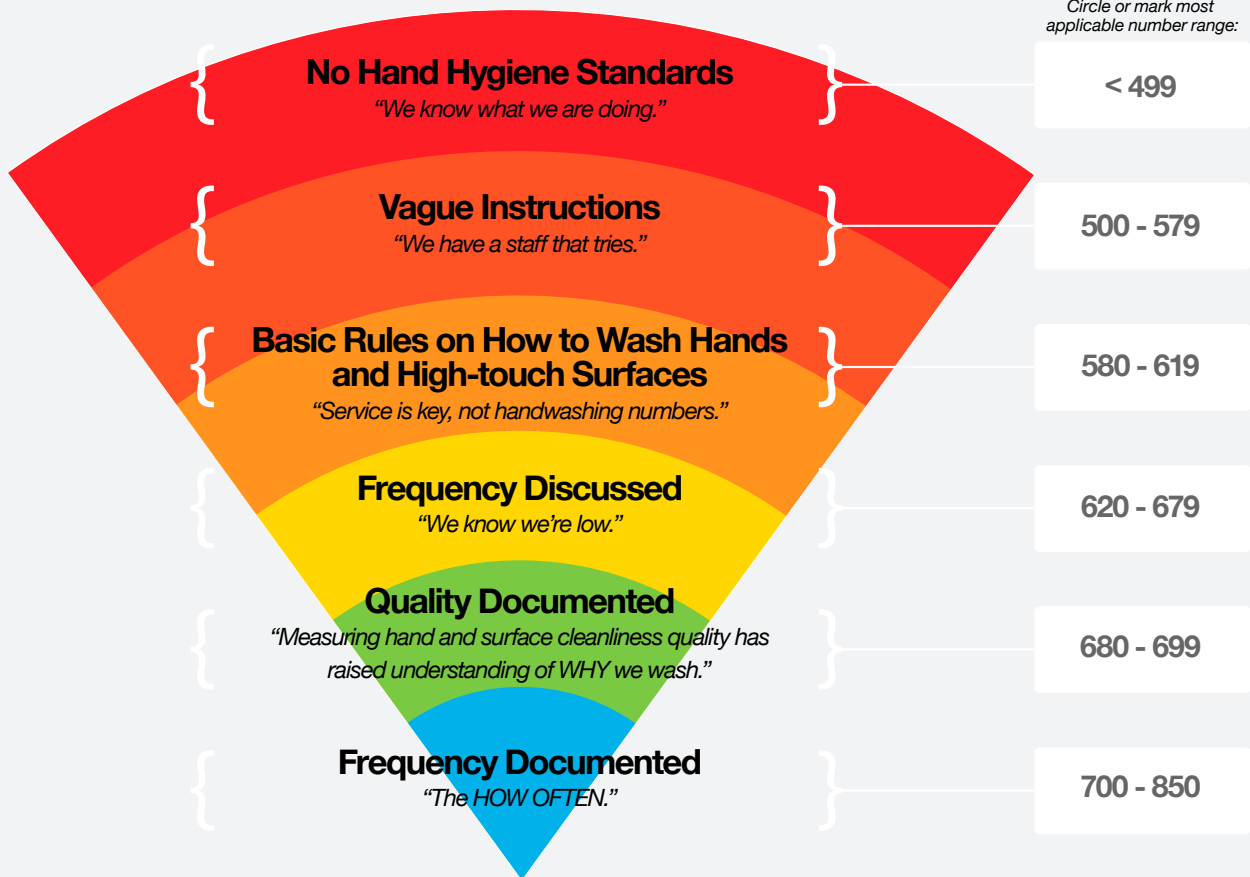 Circle or mark most
applicable number range:
No Hand Hygiene Standards
“We know what we are doing.”
< 499
Vague Instructions
“We have a staff that tries.”
500 - 579
Basic Rules on How to Wash Hands
and High-touch Surfaces
“Service is key, not handwashing numbers.”
580 - 619
Frequency Discussed
“We know we’re low.”
620 - 679
Quality Documented
“Measuring hand and surface cleanliness quality has
raised understanding of WHY we wash.”
680 - 699
Frequency Documented
“The HOW OFTEN.”
700 - 850